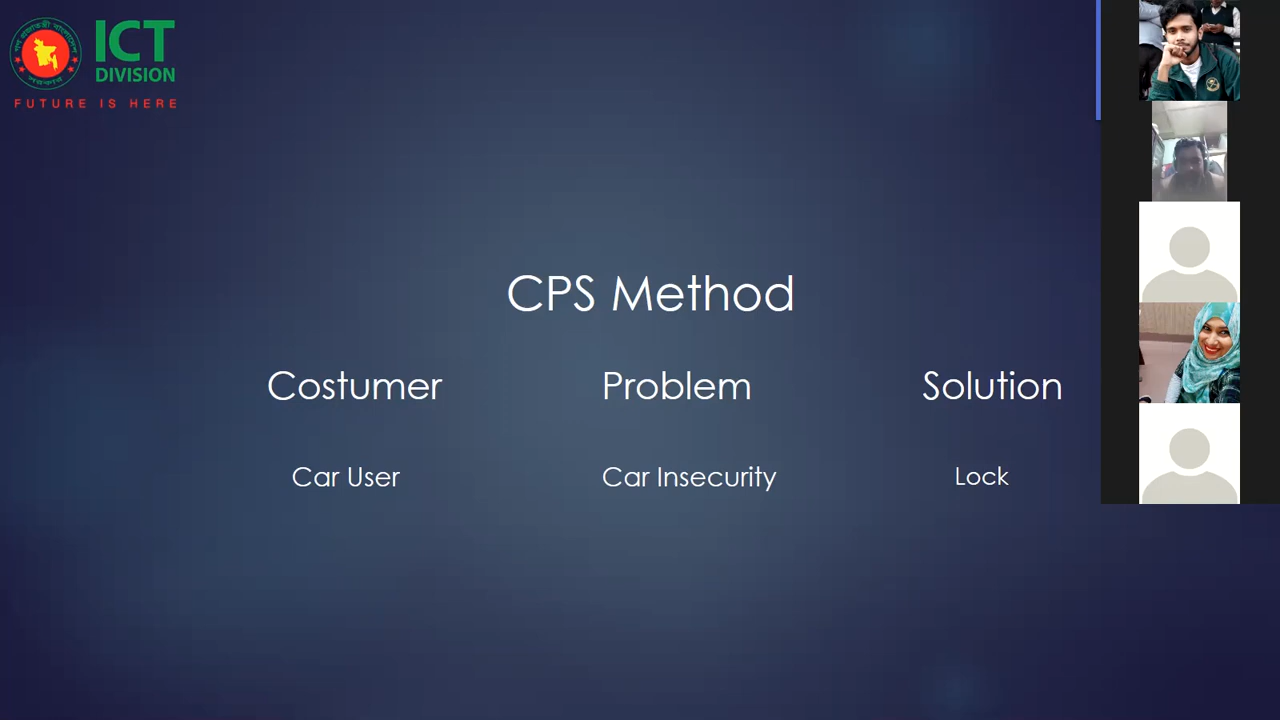 ICT
DIVISION
FUTURE IS HERE
CPS Method
Costumer Problem Solution
Car User Car Insecurity Lock